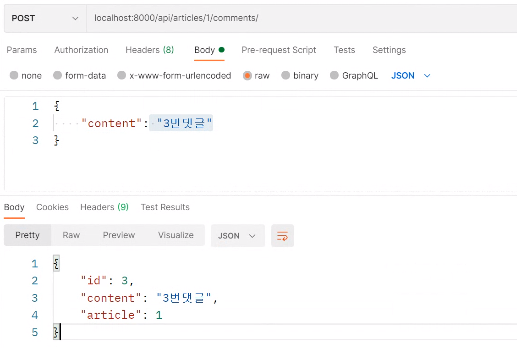 POST localhost:8000/api/articles/1/comments/
Params Authorization Headers (8) Body Pre-request Script Tests Settings
none form-data x-www-form-urlencoded raw binary GraphQL JSON
1 {
2 "content": "3번댓글"
3 }
Body Cookies Headers (9) Test Results
Pretty Raw Preview Visualize JSON
1 {
2 "id": 3,
3 "content": "3번댓글",
4 "article": 1
5 }